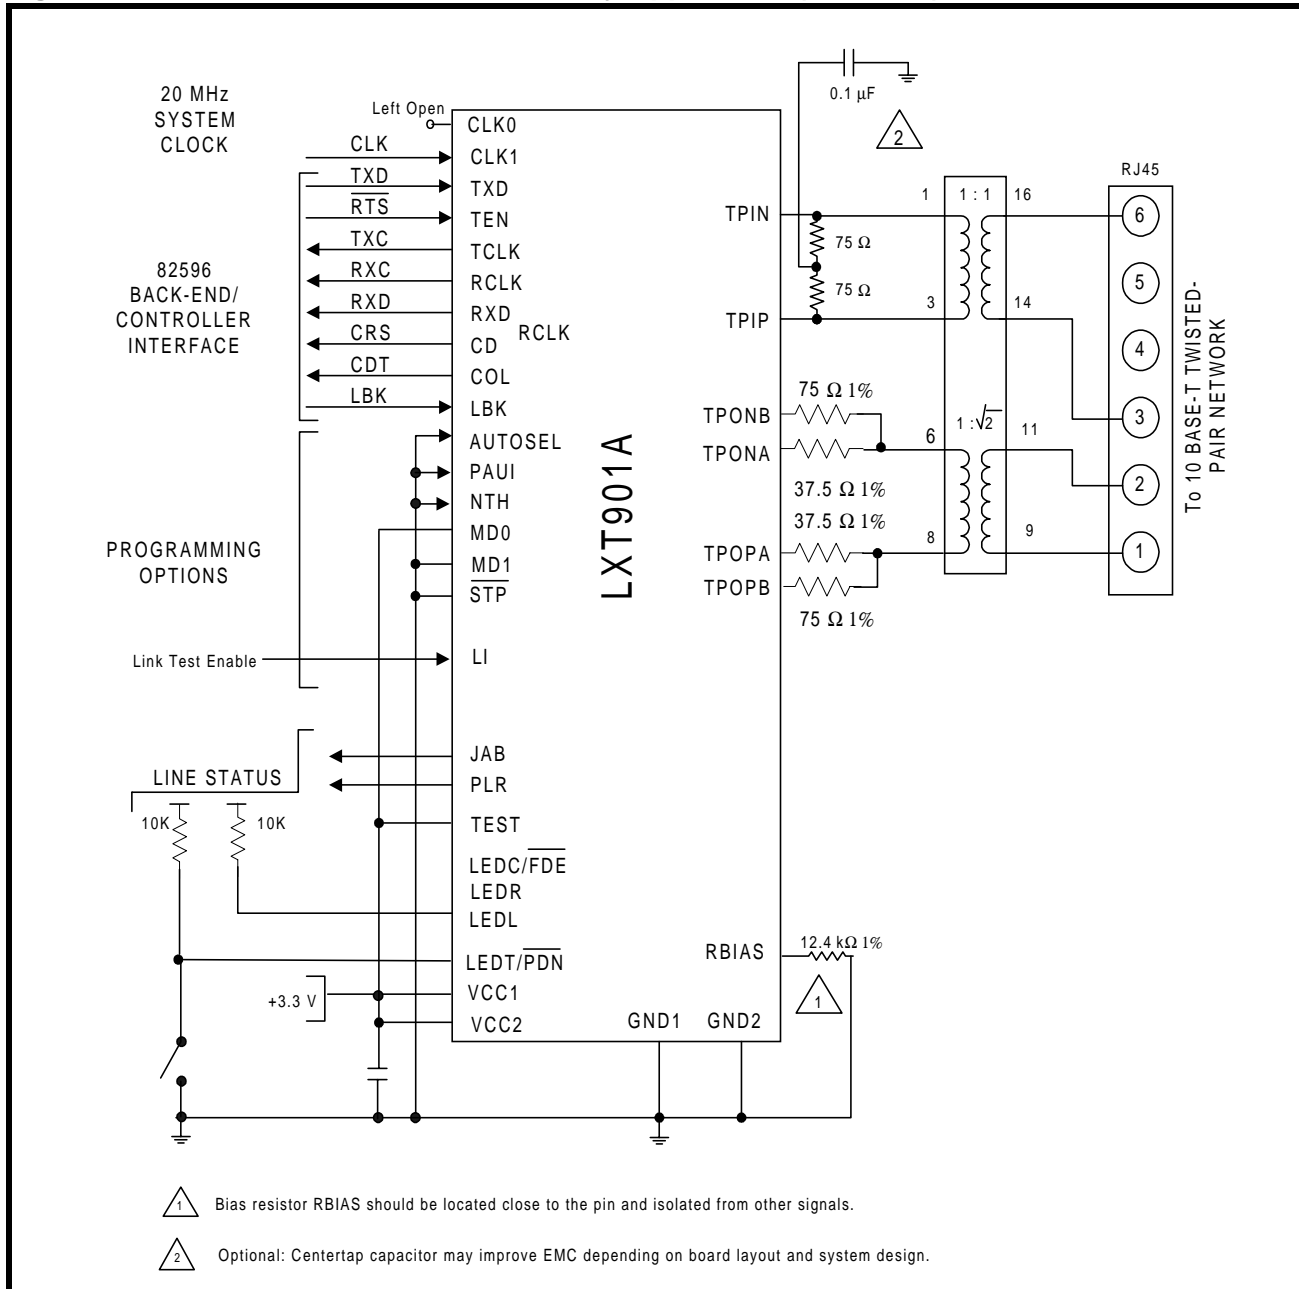 20 MHz
SYSTEM
CLOCK
Left Open
CLK
TXD
RTS
TXC
RXC
RXD
CRS
CDT
LBK
82596
BACK-END/
CONTROLLER
INTERFACE
PROGRAMMING
OPTIONS
Link Test Enable
LINE STATUS
10K
10K
+3.3 V
CLK0
CLK1
TXD
TEN
TCLK
RCLK
RXD
RCLK
CD
COL
LBK
AUTOSEL
PAUI
NTH
MD0
MD1
STP
LI
JAB
PLR
TEST
LEDC/FDE
LEDR
LEDL
LEDT/PDN
VCC1
VCC2
LXT901A
GND1
GND2
TPIN
TPIP
TPONB
TPONA
TPOPA
TPOPB
RBIAS
0.1 µF
2
75 Ω
75 Ω
75 Ω 1%
37.5 Ω 1%
37.5 Ω 1%
75 Ω 1%
12.4 kΩ 1%
1
1
1 : 1
16
3
14
6
1 :√2
11
8
9
RJ45
6
5
4
3
2
1
To 10 BASE-T TWISTED-
PAIR NETWORK
1 Bias resistor RBIAS should be located close to the pin and isolated from other signals.
2 Optional: Centertap capacitor may improve EMC depending on board layout and system design.